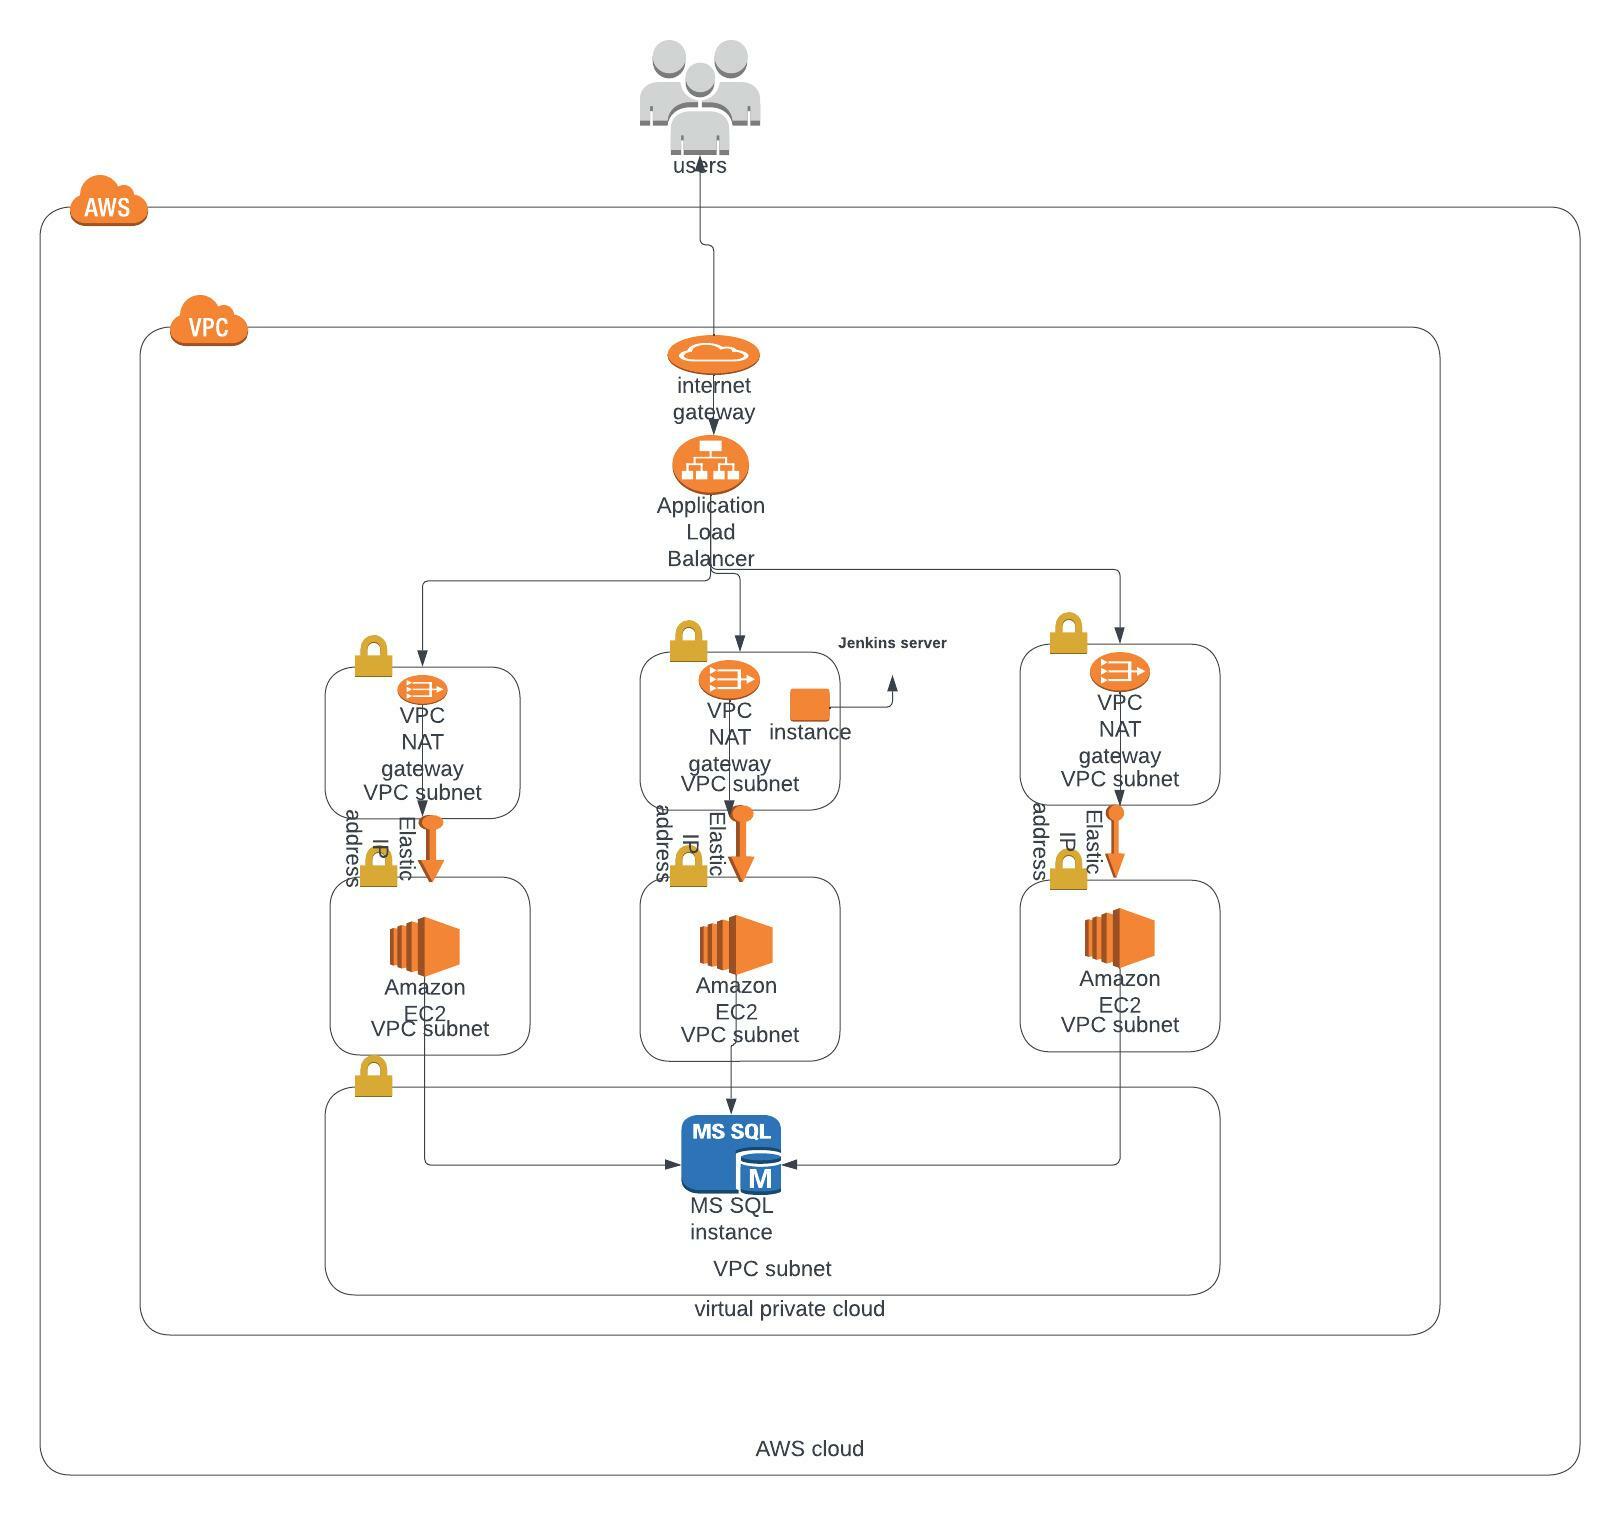 users
AWS
VPC
internet
gateway
Application
Load
Balancer
Jenkins server
VPC
NAT
gateway
VPC subnet
VPC
NAT
gateway
VPC subnet
instance
VPC
NAT
gateway
VPC subnet
Elastic
IP
address
Elastic
IP
address
Elastic
IP
address
Amazon
EC2
VPC subnet
Amazon
EC2
VPC subnet
Amazon
EC2
VPC subnet
MS SQL
M
MS SQL
instance
VPC subnet
virtual private cloud
AWS cloud